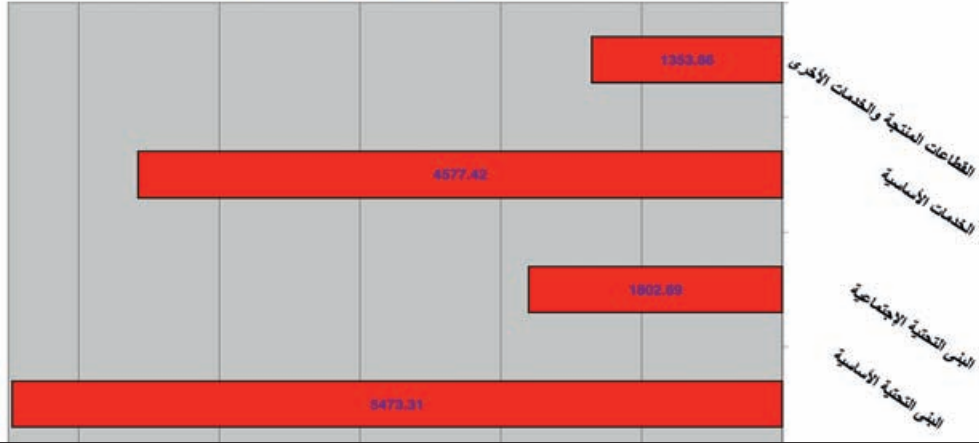 1353.86
القطاعات المنتجة والخدمات الأخرى
4577.42
الخدمات الأساسية
1802.89
البنى التحتية الإجتماعية
5473.31
البنى التحتية الأساسية